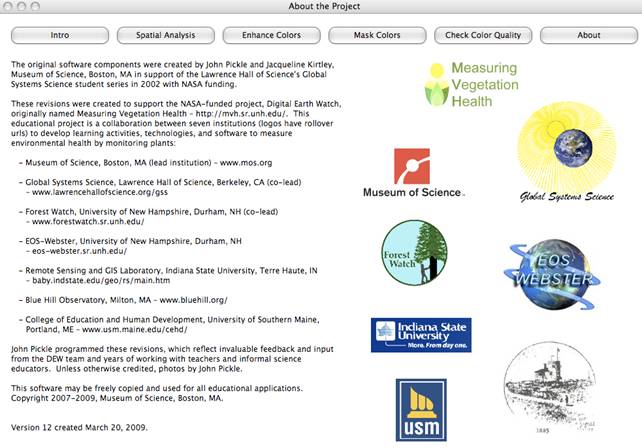 About the Project
Intro
Spatial Analysis
Enhance Colors
Mask Colors
Check Color Quality
About
The original software components were created by John Pickle and Jacqueline Kirtley,
Museum of Science, Boston, MA in support of the Lawrence Hall of Science's Global
Systems Science student series in 2002 with NASA funding.
These revisions were created to support the NASA-funded project, Digital Earth Watch,
originally named Measuring Vegetation Health - http://mvh.sr.unh.edu/. This
educational project is a collaboration between seven institutions (logos have rollover
urls) to develop learning activities, technologies, and software to measure
environmental health by monitoring plants:
- Museum of Science, Boston, MA (lead institution) - www.mos.org
- Global Systems Science, Lawrence Hall of Science, Berkeley, CA (co-lead)
- www.lawrencehallofscience.org/gss
- Forest Watch, University of New Hampshire, Durham, NH (co-lead)
- www.forestwatch.sr.unh.edu/
- EOS-Webster, University of New Hampshire, Durham, NH
- eos-webster.sr.unh.edu/
- Remote Sensing and GIS Laboratory, Indiana State University, Terre Haute, IN
- baby.indstate.edu/geo/rs/main.htm
- Blue Hill Observatory, Milton, MA - www.bluehill.org/
- College of Education and Human Development, University of Southern Maine,
Portland, ME - www.usm.maine.edu/cehd/
John Pickle programmed these revisions, which reflect invaluable feedback and input
from the DEW team and years of working with teachers and informal science
educators. Unless otherwise credited, photos by John Pickle.
This software may be freely copied and used for all educational applications.
Copyright 2007-2009, Museum of Science, Boston, MA.
Version 12 created March 20, 2009.
Measuring
Vegetation
Health
Museum of Science
Global Systems Science
Forest
Watch
EOS
WEBSTER
Indiana State
University
More. From day one.
usm
1885